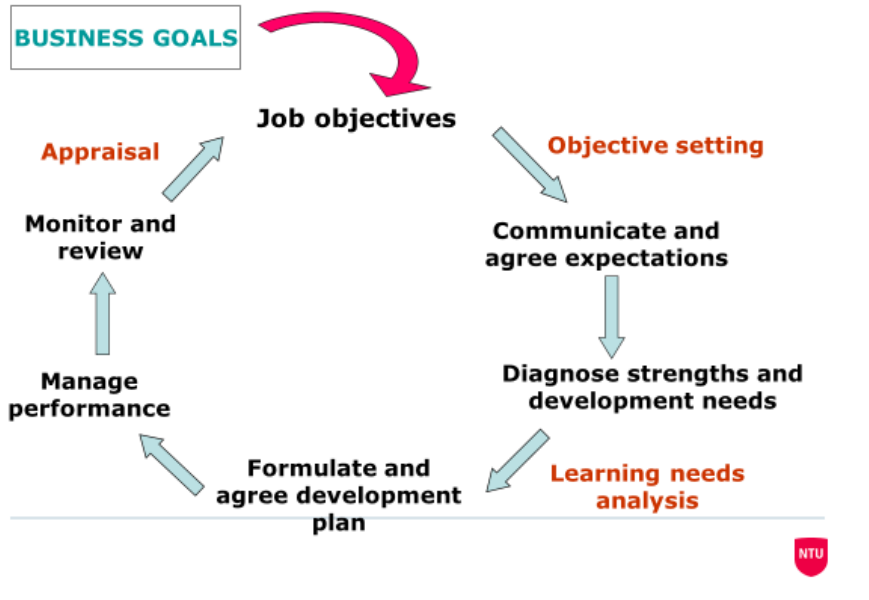 BUSINESS GOALS
Job objectives
Objective setting
Communicate and
agree expectations
Diagnose strengths and
development needs
Learning needs
analysis
Formulate and
agree development
plan
Manage
performance
Monitor and
review
Appraisal
NTU